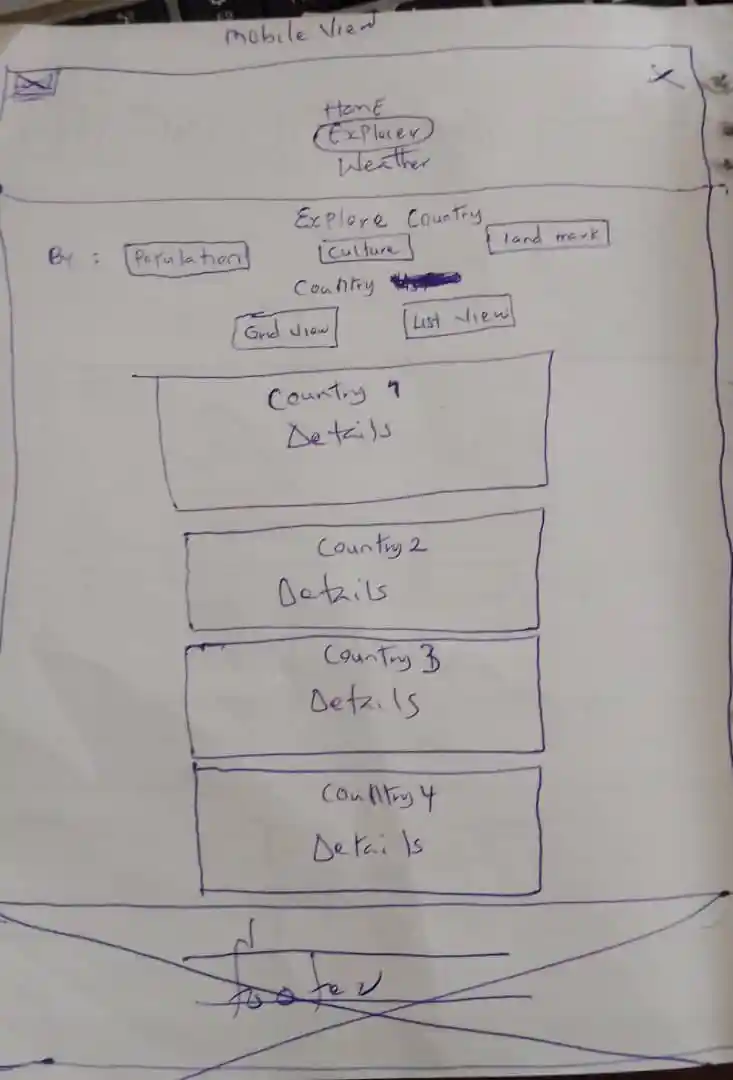 mobile View
X
HomE
Explorer
Weather
Explore Country
By : Population Culture land mark
Country
Grid View List View
Country 1
Details
Country 2
Details
Country 3
Details
Country 4
Details
footer